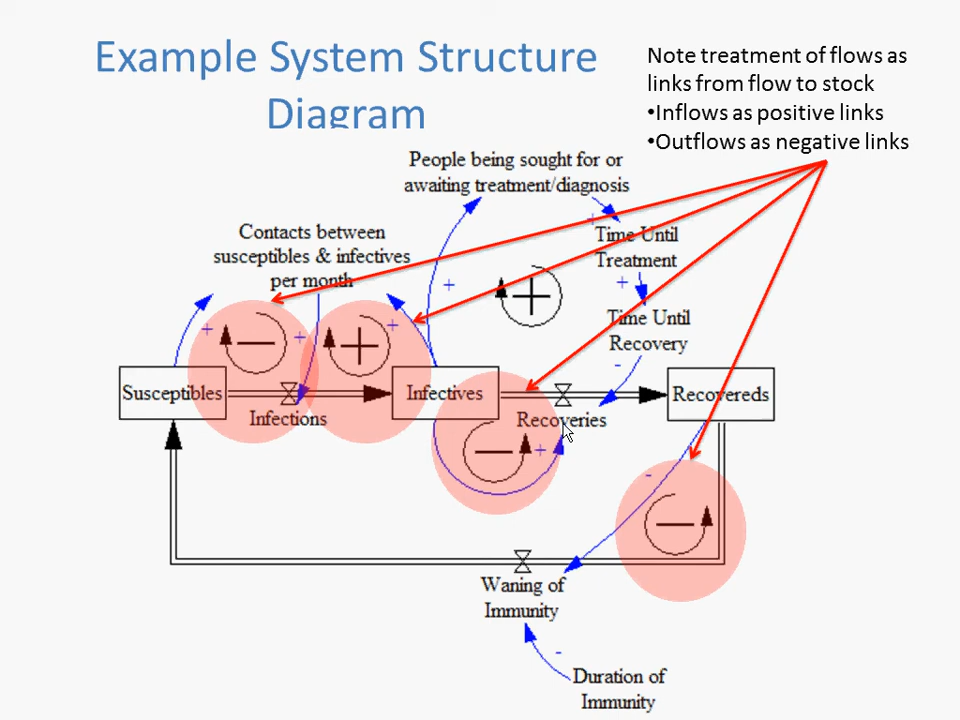 Example System Structure
Diagram
Note treatment of flows as
links from flow to stock
•Inflows as positive links
•Outflows as negative links
People being sought for or
awaiting treatment/diagnosis
Contacts between
susceptibles & infectives
per month
Time Until
Treatment
Time Until
Recovery
Susceptibles
Infections
Infectives
Recoveries
Recovereds
Waning of
Immunity
Duration of
Immunity